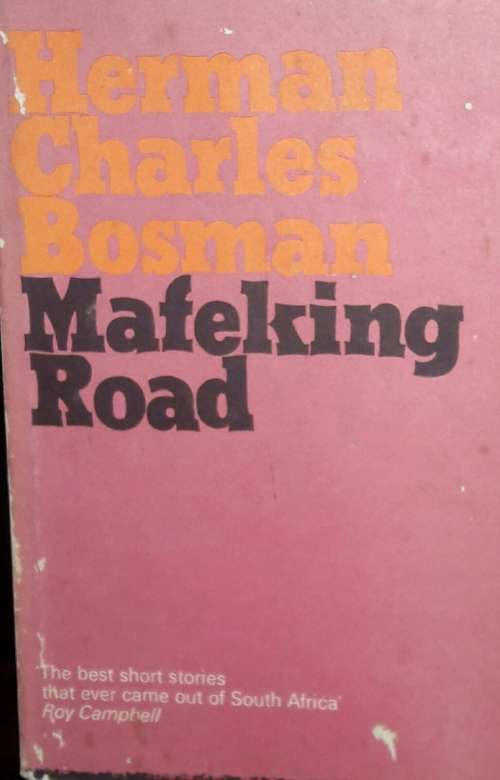 Herman
Charles
Bosman
Mafeking
Road
The best short stories
that ever came out of South Africa'
Roy Campbell